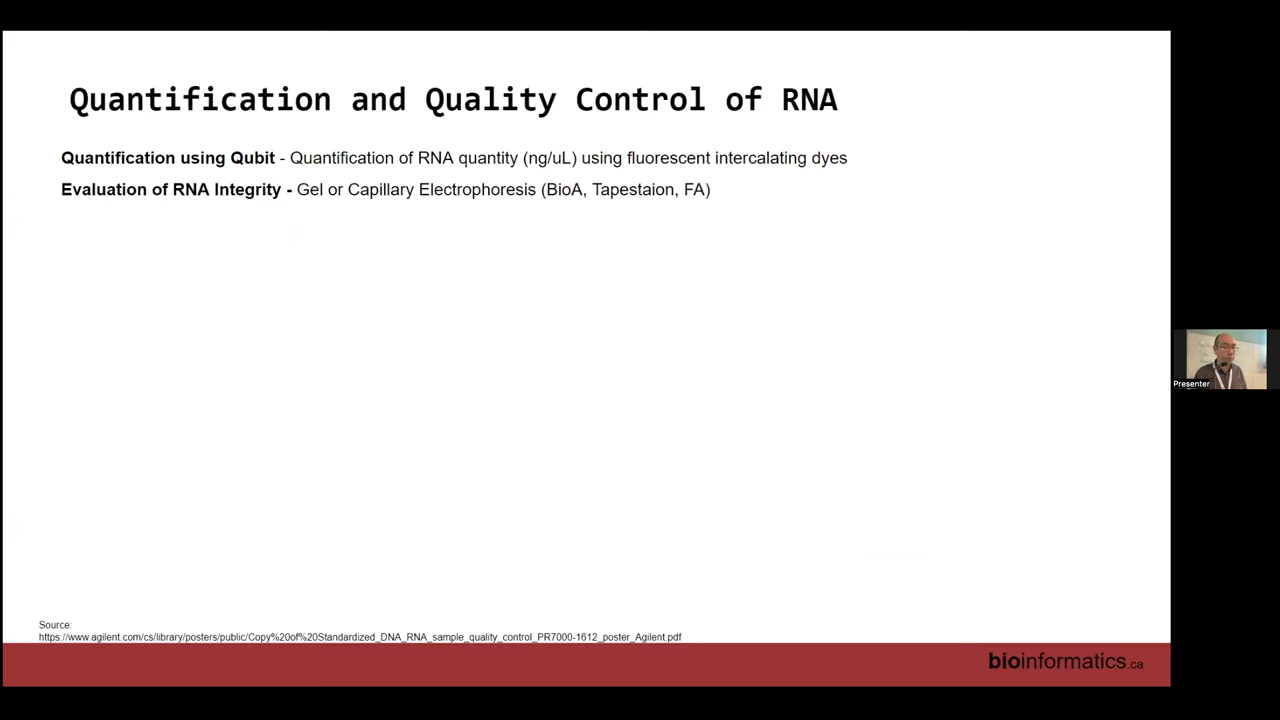 Quantification and Quality Control of RNA
Quantification using Qubit - Quantification of RNA quantity (ng/uL) using fluorescent intercalating dyes
Evaluation of RNA Integrity - Gel or Capillary Electrophoresis (BioA, Tapestaion, FA)
Presenter
Source:
https://www.agilent.com/cs/library/posters/public/Copy%20of%20Standardized_DNA_RNA_sample_quality_control_PR7000-1612_poster_Agilent.pdf
bioinformatics.ca